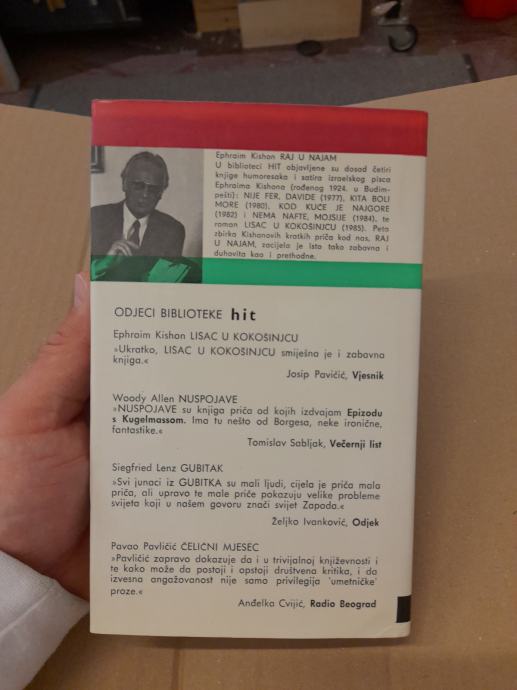 Ephraim Kishon RAJ U NAJAM
U biblioteci HIT objavljene su dosad četiri
knjige humoresaka i satira izraelskog pisca
Ephraima Kishona (rođenog 1924. u Budim-
pešti): NIJE FER, DAVIDE (1977), KITA BOLI
MORE (1980), KOD KUĆE JE NAJGORE
(1982) i NEMA NAFTE, MOJSIJE (1984), te
roman LISAC U KOKOŠINJCU (1985). Peta
zbirka Kishonovih kratkih priča kod nas, RAJ
U NAJAM, zacijelo je isto tako zabavna i
duhovita kao i prethodne.
ODJECI BIBLIOTEKE hit
Ephraim Kishon LISAC U KOKOŠINJCU
»Ukratko, LISAC U KOKOŠINJCU smiješna je i zabavna
knjiga.«
Josip Pavičić, Vjesnik
Woody Allen NUSPOJAVE
»NUSPOJAVE su knjiga priča od kojih izdvajam Epizodu
s Kugelmassom. Ima tu nešto od Borgesa, neke ironične,
fantastike.«
Tomislav Sabljak, Večernji list
Siegfried Lenz GUBITAK
»Svi junaci iz GUBITKA su mali ljudi, cijela je priča mala
priča, ali upravo te male priče pokazuju velike probleme
svijeta koji u našem govoru znači svijet Zapada.«
Željko Ivanković, Odjek
Pavao Pavličić ČELIČNI MJESEC
»Pavličić zapravo dokazuje da i u trivijalnoj književnosti i
te kako može da postoji i opstoji društvena kritika, i da
izvesna angažovanost nije samo privilegija 'umetničke'
proze.«
Anđelka Cvijić, Radio Beograd